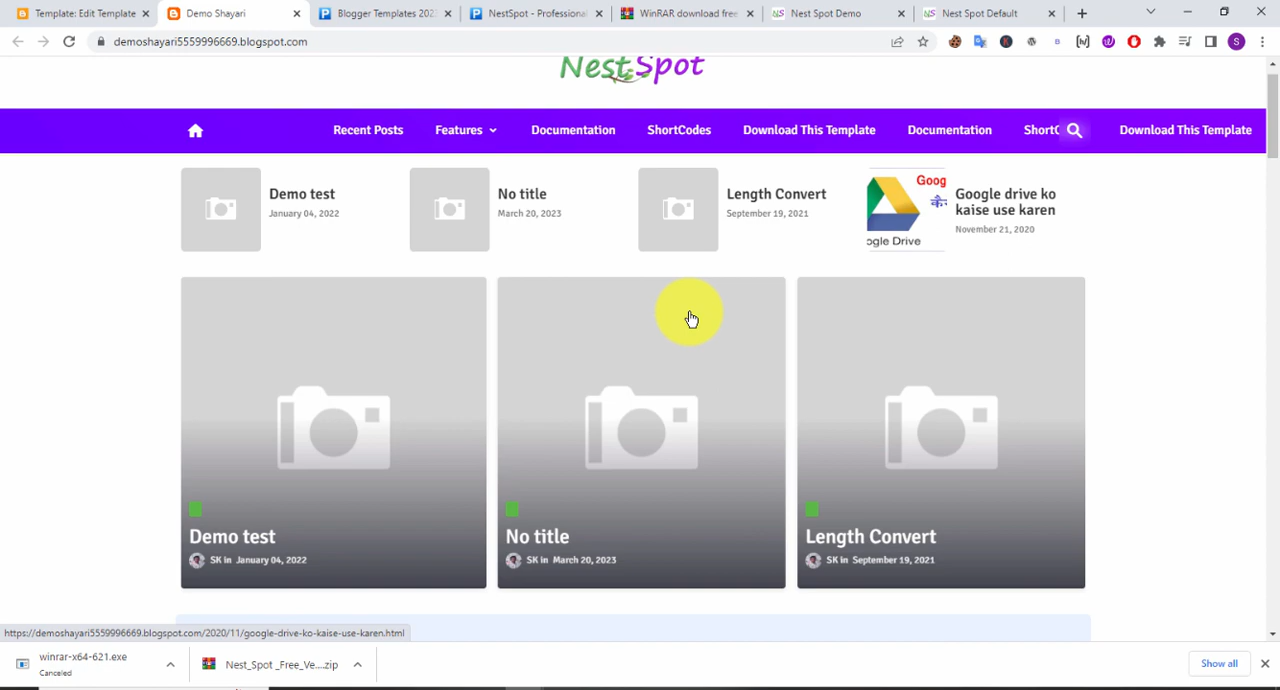 Template: Edit Template
Demo Shayari
Blogger Templates 202
NestSpot - Professiona
WinRAR download free
Nest Spot Demo
Nest Spot Default
demoshayari5559996669.blogspot.com
NestSpot
Recent Posts
Features
Documentation
ShortCodes
Download This Template
Documentation
ShortC
Download This Template
Demo test
January 04, 2022
No title
March 20, 2023
Length Convert
September 19, 2021
Goog
ogle Drive
Google drive ko
kaise use karen
November 21, 2020
Demo test
SK in January 04, 2022
No title
SK in March 20, 2023
Length Convert
SK in September 19, 2021
https://demoshayari5559996669.blogspot.com/2020/11/google-drive-ko-kaise-use-karen.html
winrar-x64-621.exe
Canceled
Nest_Spot _Free_Ve....zip
Show all